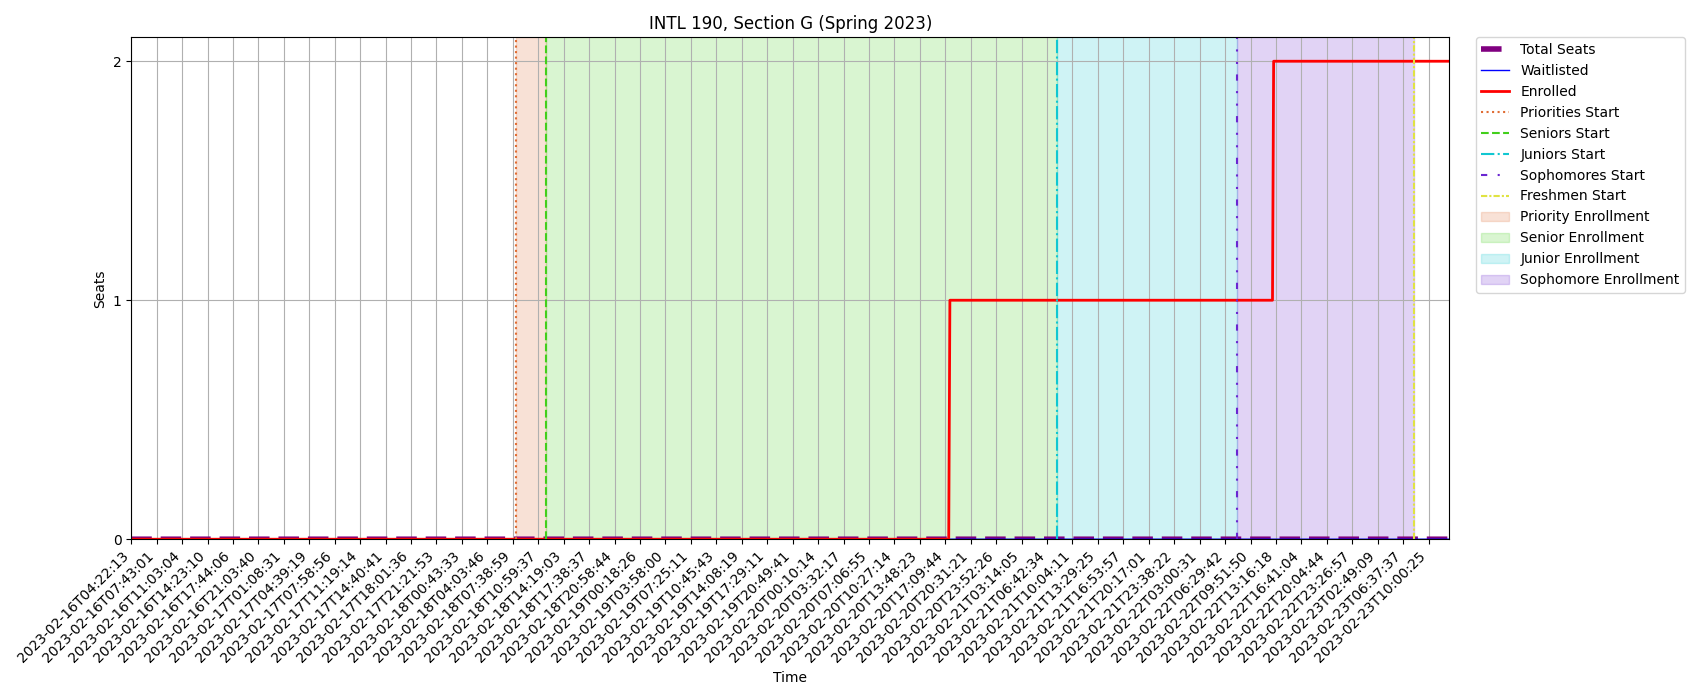 INTL 190, Section G (Spring 2023)
Seats
2
1
0
Total Seats
Waitlisted
Enrolled
Priorities Start
Seniors Start
Juniors Start
Sophomores Start
Freshmen Start
Priority Enrollment
Senior Enrollment
Junior Enrollment
Sophomore Enrollment
2023-02-16T04:22:13
2023-02-16T07:43:01
2023-02-16T11:03:04
2023-02-16T14:23:10
2023-02-16T17:44:06
2023-02-16T21:03:40
2023-02-17T01:08:31
2023-02-17T04:39:19
2023-02-17T07:58:56
2023-02-17T11:19:14
2023-02-17T14:40:41
2023-02-17T18:01:36
2023-02-17T21:21:53
2023-02-18T00:43:33
2023-02-18T04:03:46
2023-02-18T07:38:59
2023-02-18T10:59:37
2023-02-18T14:19:03
2023-02-18T17:38:37
2023-02-18T20:58:44
2023-02-19T00:18:26
2023-02-19T03:58:00
2023-02-19T07:25:11
2023-02-19T10:45:43
2023-02-19T14:08:19
2023-02-19T17:29:11
2023-02-19T20:49:41
2023-02-20T00:10:14
2023-02-20T03:32:17
2023-02-20T07:06:55
2023-02-20T10:27:14
2023-02-20T13:48:23
2023-02-20T17:09:44
2023-02-20T20:31:21
2023-02-20T23:52:26
2023-02-21T03:14:05
2023-02-21T06:42:34
2023-02-21T10:04:11
2023-02-21T13:29:25
2023-02-21T16:53:57
2023-02-21T20:17:01
2023-02-21T23:38:22
2023-02-22T03:00:31
2023-02-22T06:29:42
2023-02-22T09:51:50
2023-02-22T13:16:18
2023-02-22T16:41:04
2023-02-22T20:04:44
2023-02-22T23:26:57
2023-02-23T02:49:09
2023-02-23T06:37:37
2023-02-23T10:00:25
Time